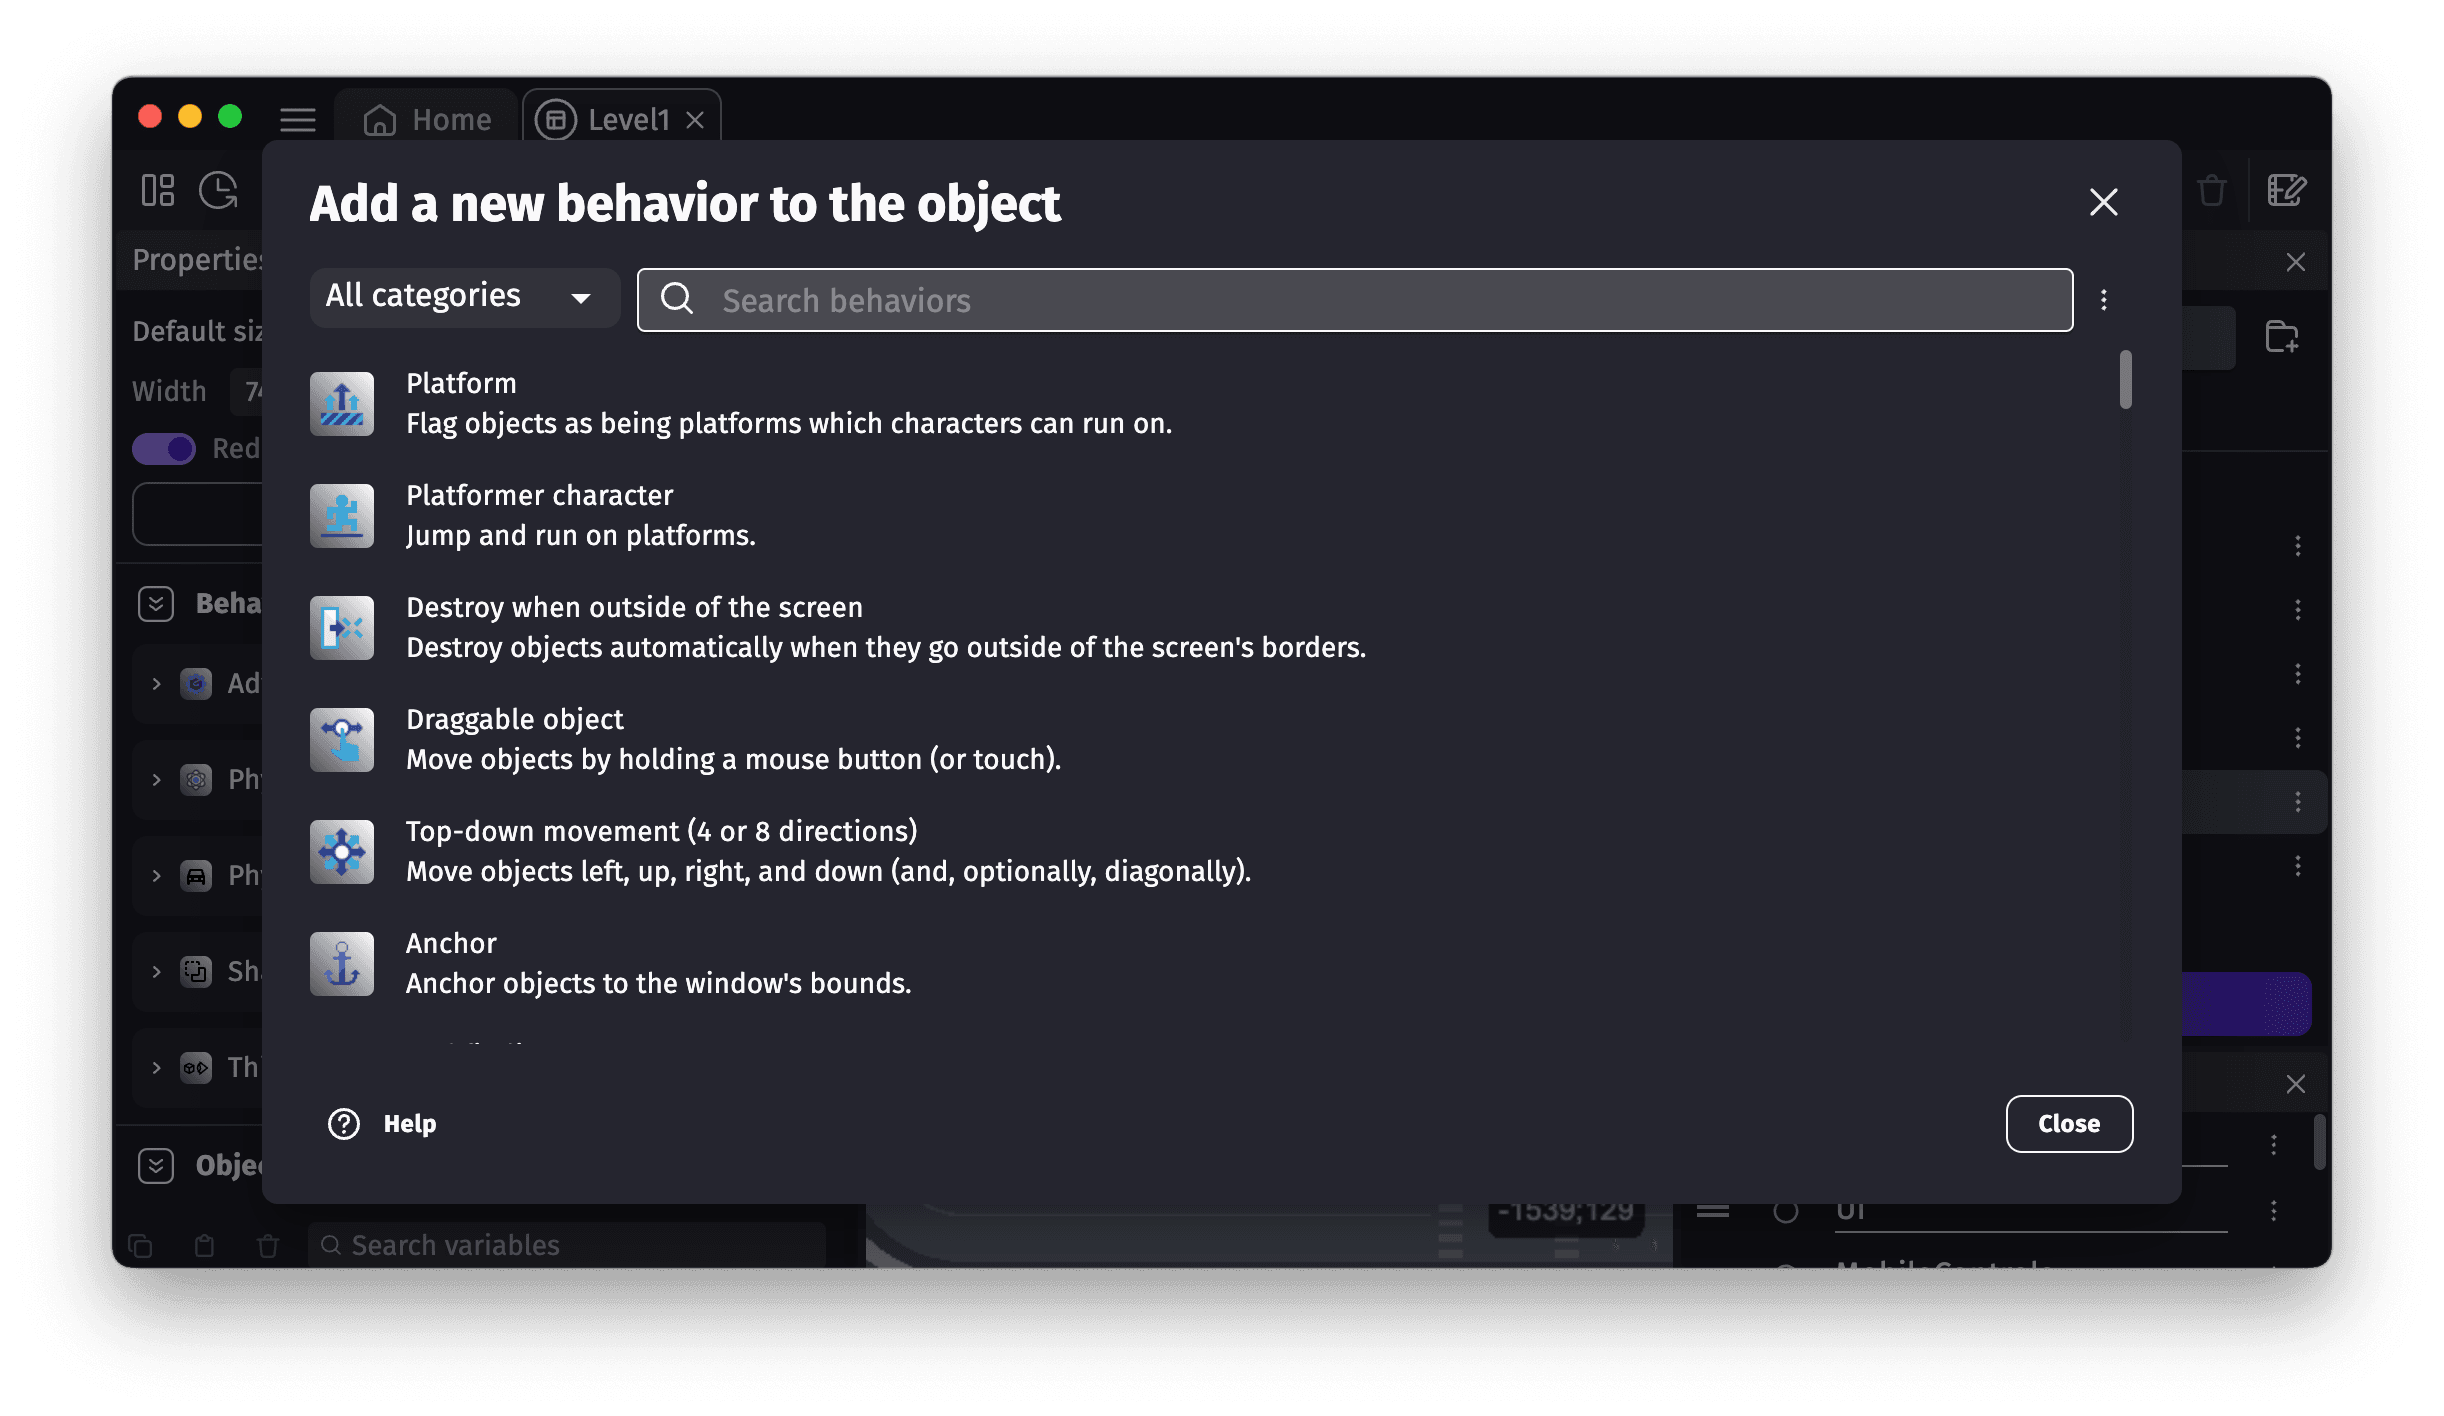 Home
Level1
Add a new behavior to the object
Properties
All categories
Search behaviors
Default siz
Width 74
Red
Platform
Flag objects as being platforms which characters can run on.
Platformer character
Jump and run on platforms.
Beha
Destroy when outside of the screen
Destroy objects automatically when they go outside of the screen's borders.
Ad
Draggable object
Move objects by holding a mouse button (or touch).
Phy
Top-down movement (4 or 8 directions)
Move objects left, up, right, and down (and, optionally, diagonally).
Phy
Anchor
Anchor objects to the window's bounds.
Sha
Th
Help
Close
Objec
-1539;129
UI
Search variables
MobileControls